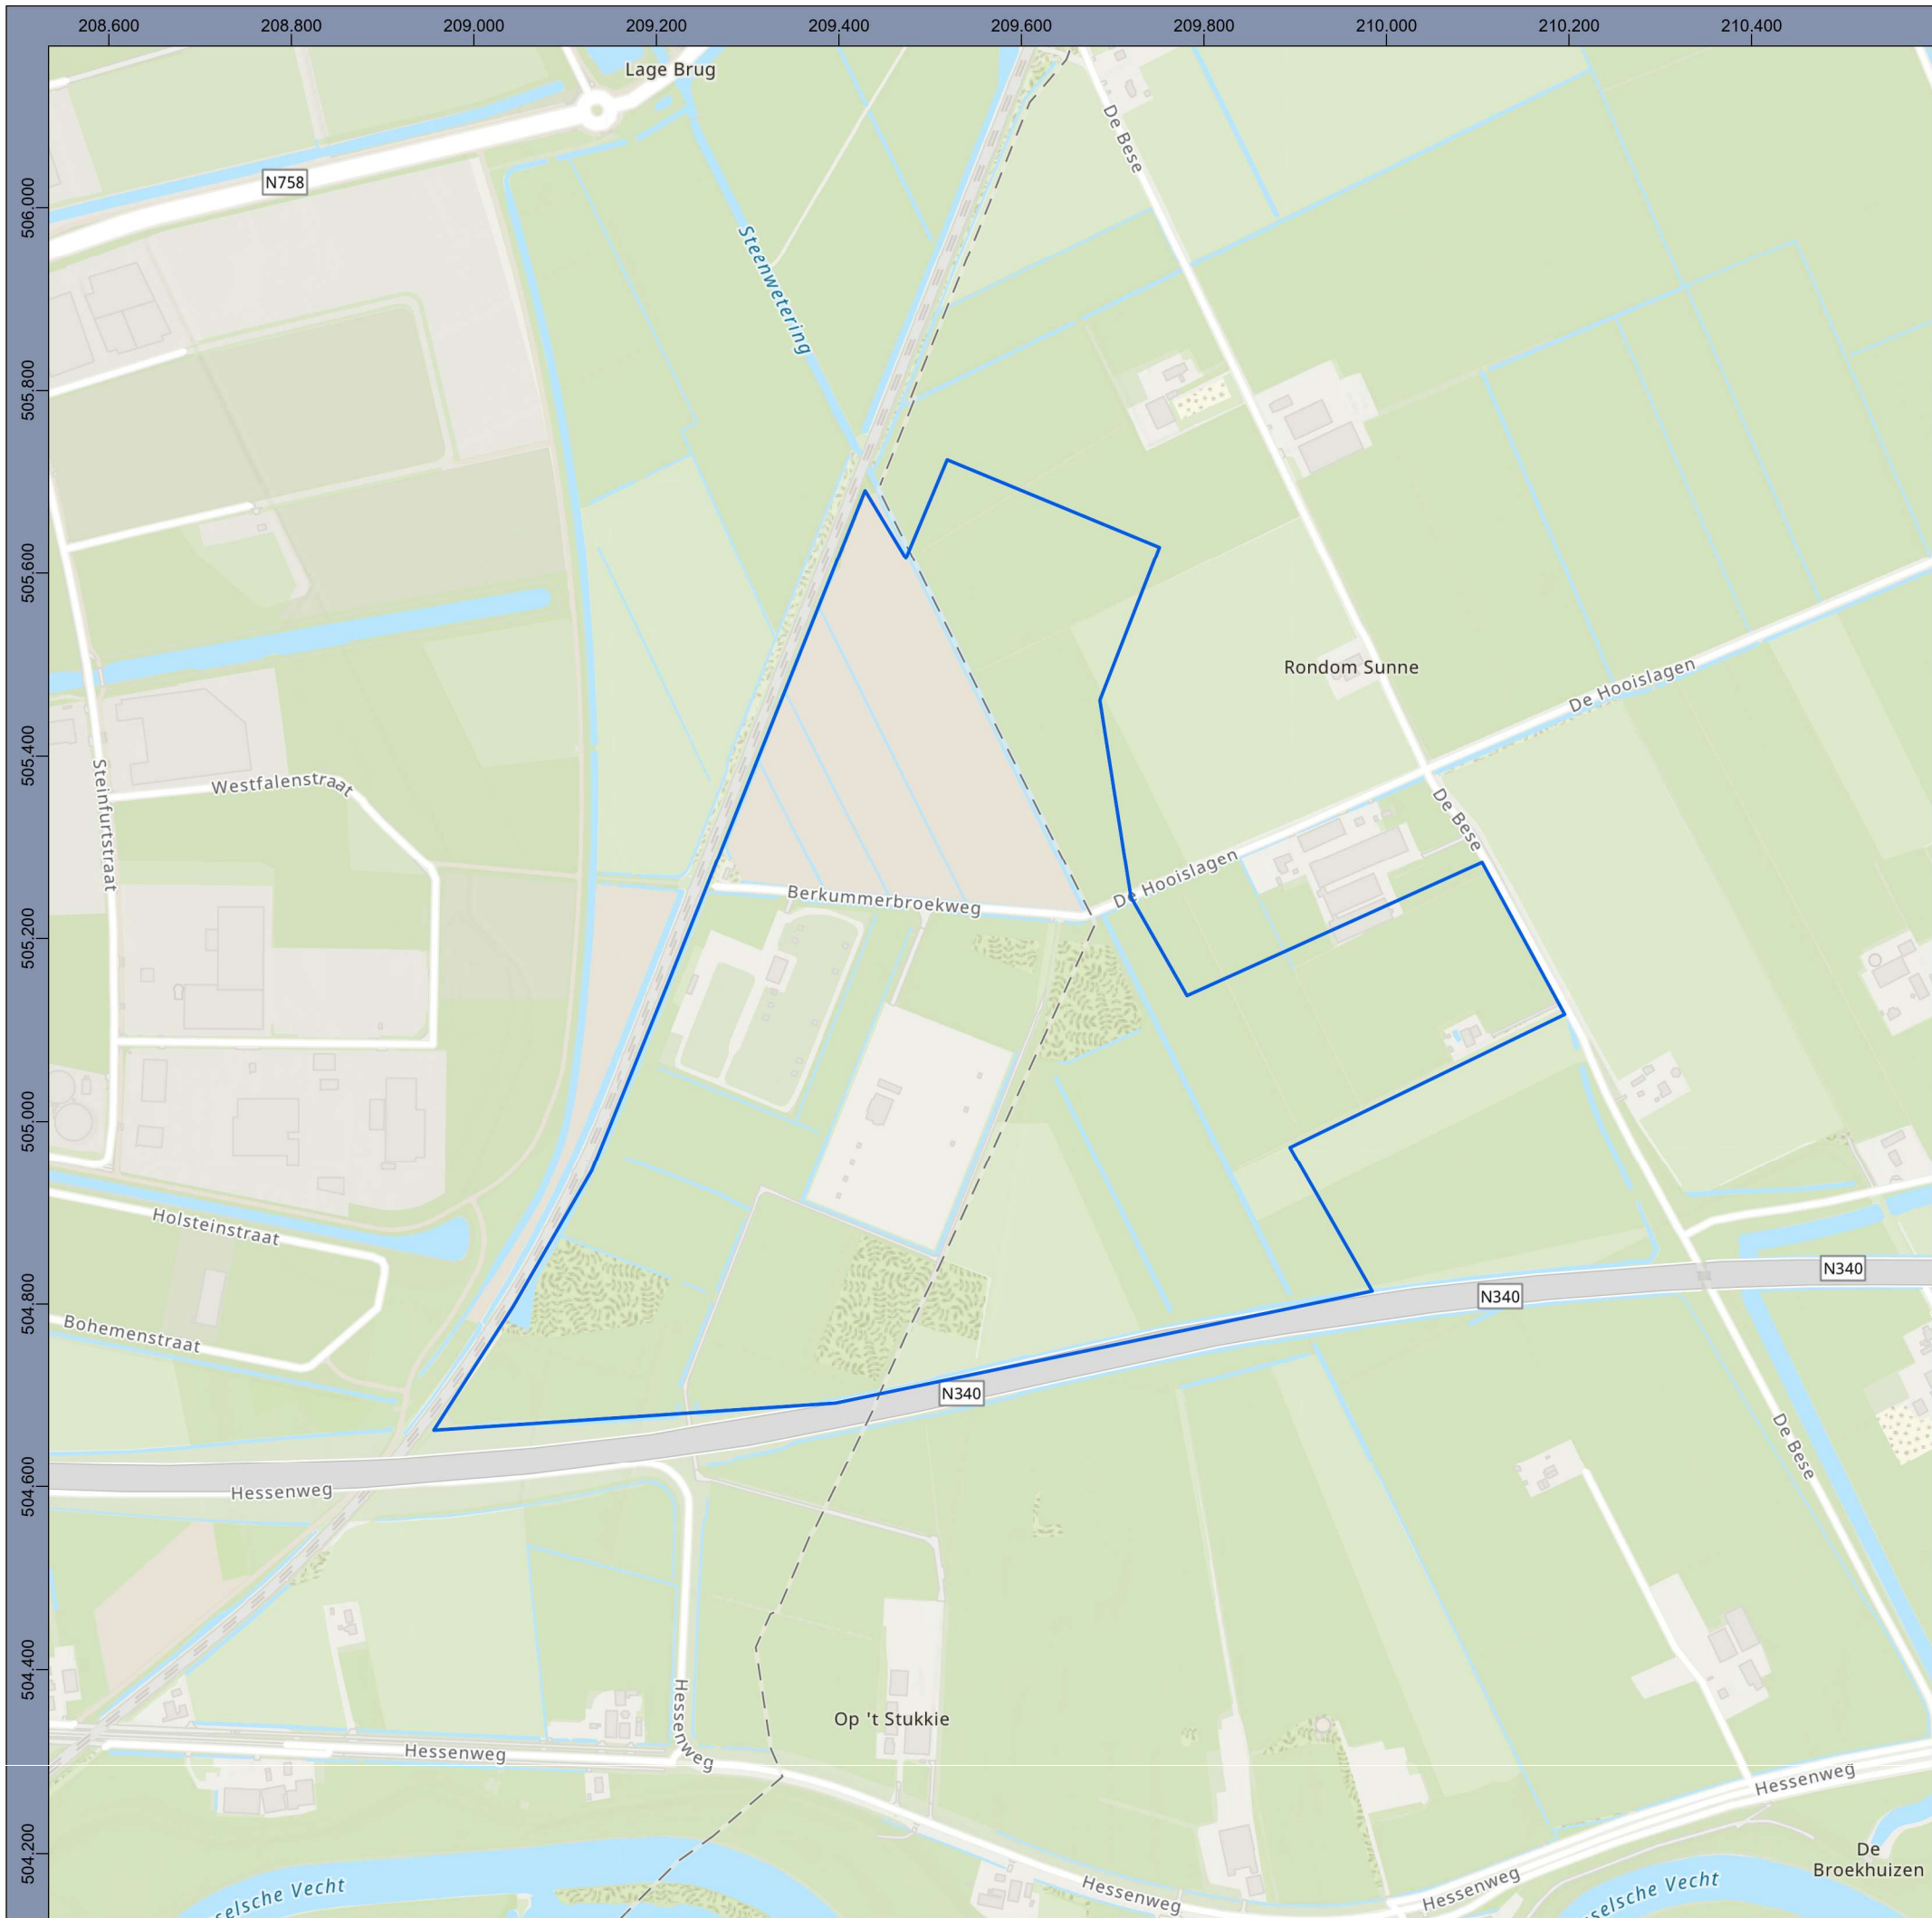 208.600 208.800 209.000 209.200 209.400 209.600 209.800 210.000 210.200 210.400
Lage Brug
De Bese
N758
506.000
Steenwetering
505.800
505.600
Rondom Sunne
De Hooislagen
505.400
Steinfurtstraat
Westfalenstraat
De Bese
De Hooislagen
Berkummerbroekweg
505.200
505.000
Holsteinstraat
504.800
N340
N340
Bohemenstraat
N340
De Bese
504.600
Hessenweg
504.400
Hessenweg
Op 't Stukkie
Hessenweg
Hessenweg
504.200
De
Broekhuizen
selsche Vecht
Hessenweg
Hessenweg
selsche Vecht